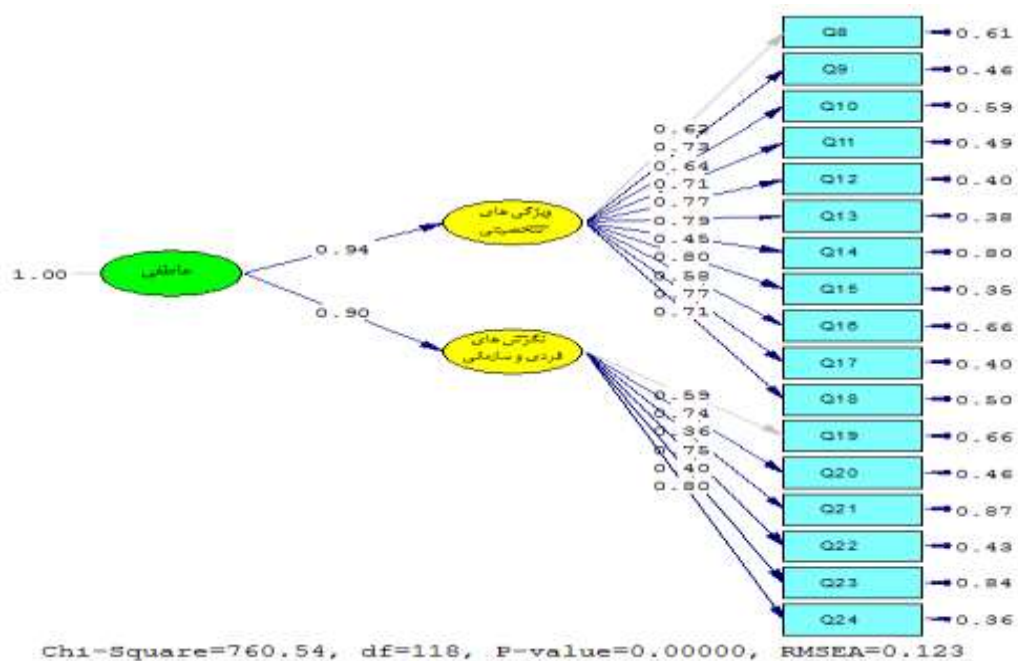 Q8
0.61
Q9
0.46
Q10
0.59
0.62
0.73
Q11
0.49
0.64
0.71
Q12
0.40
0.77
ویژگی های
شخصیتی
0.79
Q13
0.38
0.45
0.94
Q14
0.80
0.80
1.00
عاطفی
0.58
Q15
0.35
0.77
0.71
Q16
0.66
0.90
نگرش های
فردی و سازمانی
Q17
0.40
0.59
Q18
0.50
0.74
0.36
Q19
0.66
0.75
0.40
Q20
0.46
0.80
Q21
0.87
Q22
0.43
Q23
0.84
Q24
0.36
Chi-Square=760.54, df=118, P-value=0.00000, RMSEA=0.123